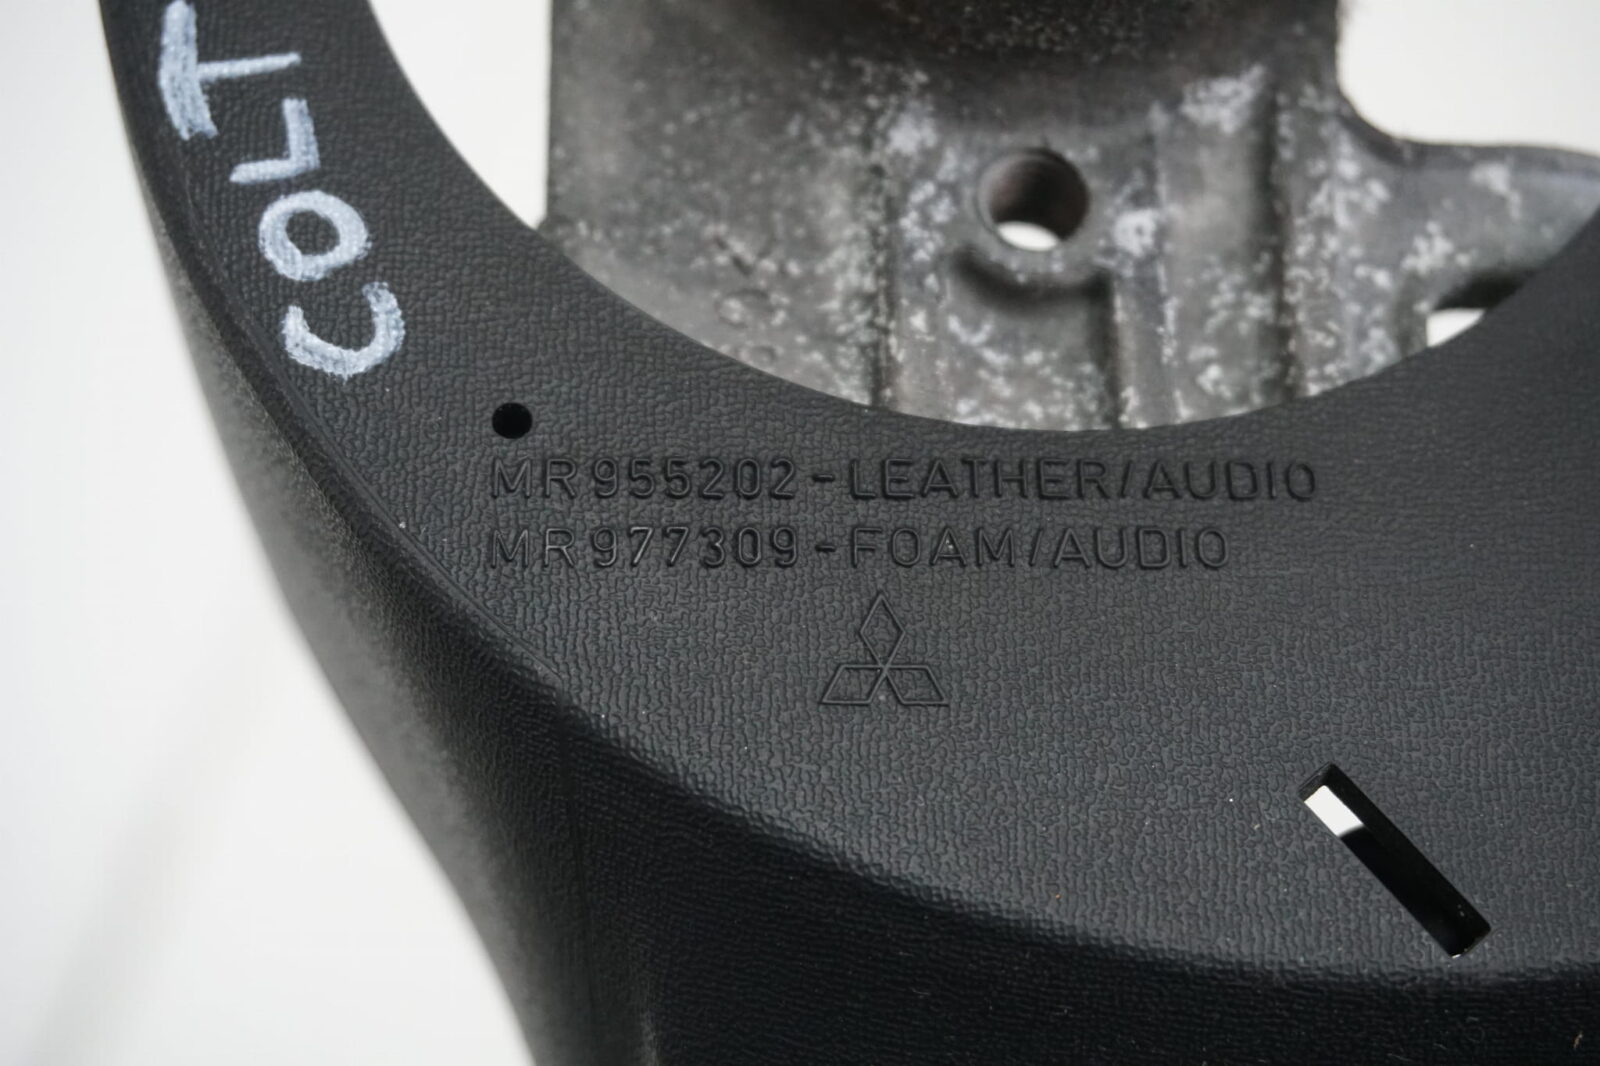 COLT
MR955202-LEATHER/AUDIO
MR977309-FOAM/AUDIO